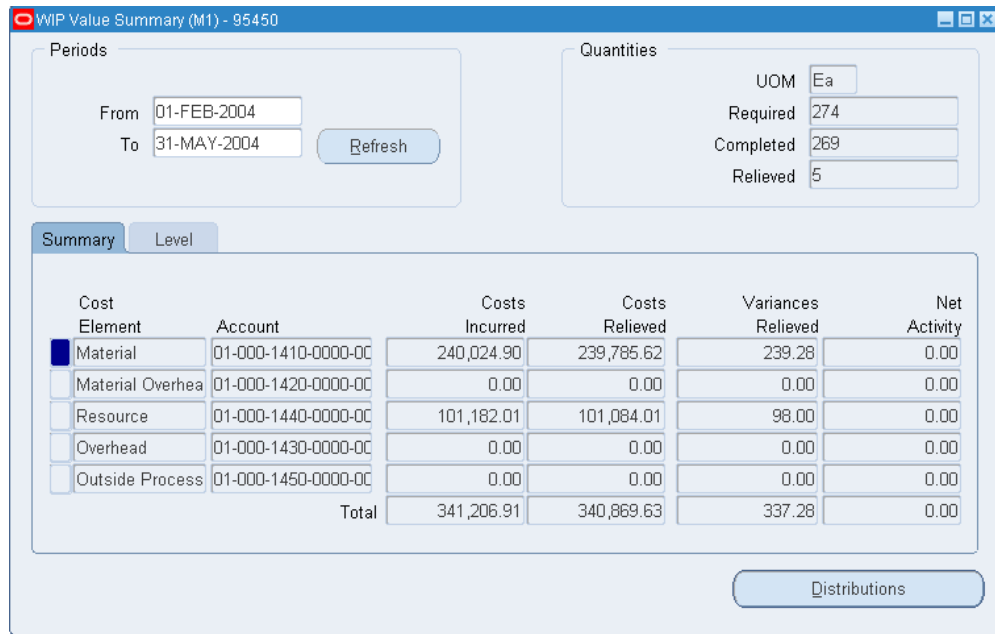 WIP Value Summary (M1) - 95450
Periods
From 01-FEB-2004
To 31-MAY-2004
Refresh
Quantities
UOM Ea
Required 274
Completed 269
Relieved 5
Summary Level
Cost Element Account Costs Incurred Costs Relieved Variances Relieved Net Activity
Material 01-000-1410-0000-00 240,024.90 239,785.62 239.28 0.00
Material Overhea 01-000-1420-0000-00 0.00 0.00 0.00 0.00
Resource 01-000-1440-0000-00 101,182.01 101,084.01 98.00 0.00
Overhead 01-000-1430-0000-00 0.00 0.00 0.00 0.00
Outside Process 01-000-1450-0000-00 0.00 0.00 0.00 0.00
Total 341,206.91 340,869.63 337.28 0.00
Distributions